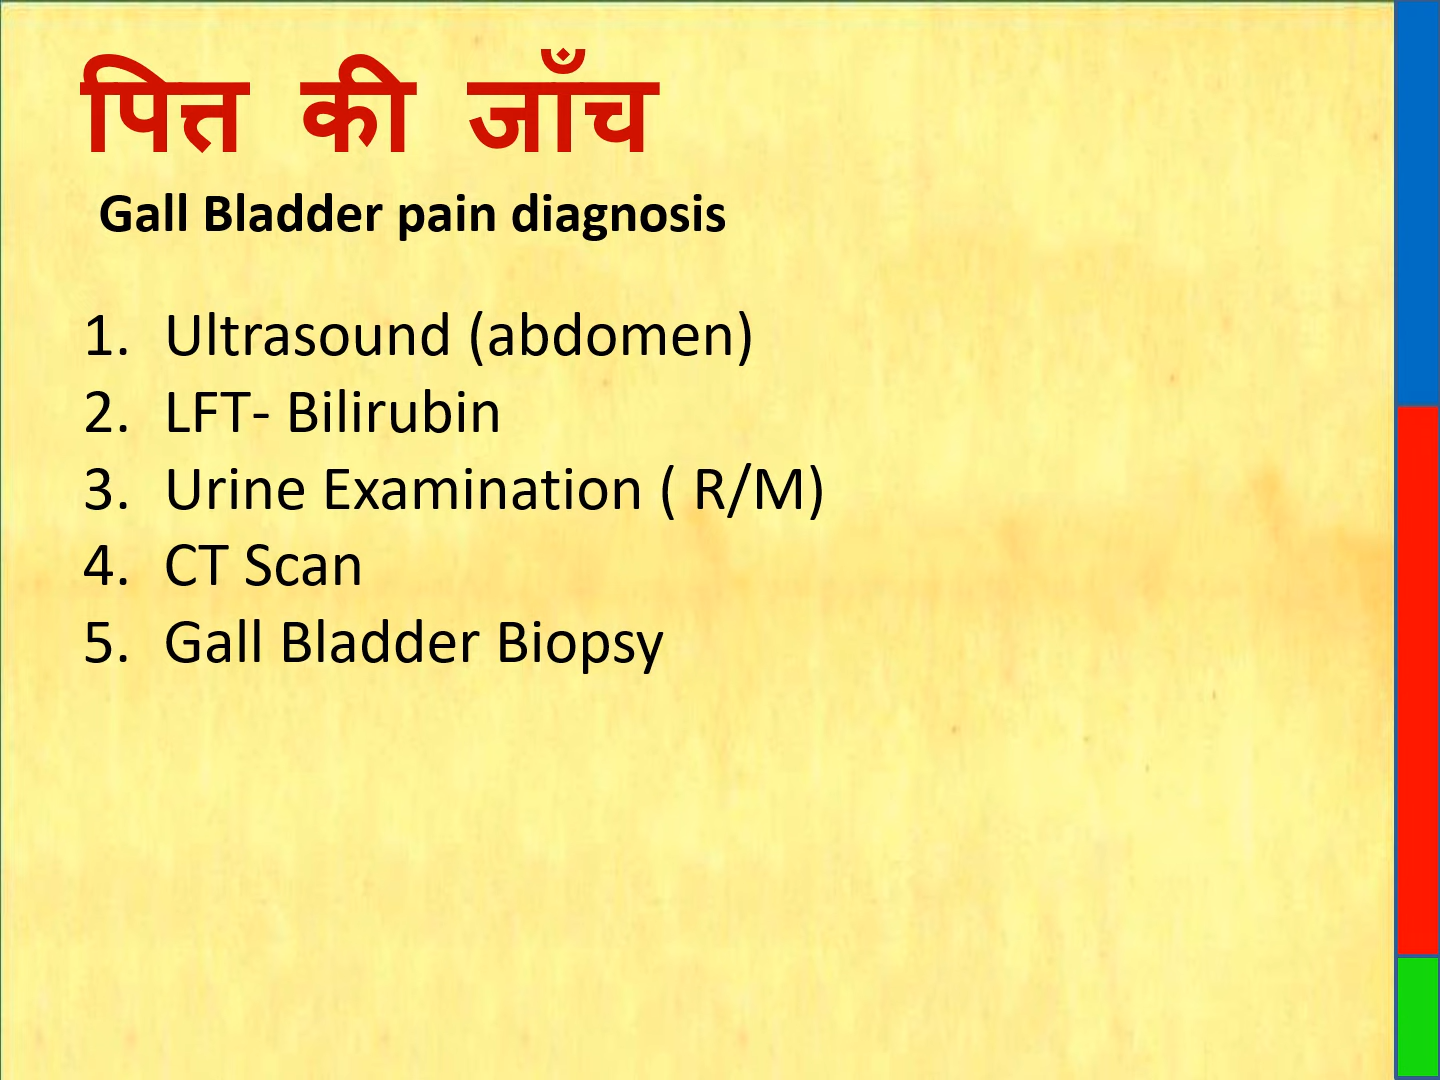 पित्त की जाँच
Gall Bladder pain diagnosis
1. Ultrasound (abdomen)
2. LFT- Bilirubin
3. Urine Examination ( R/M)
4. CT Scan
5. Gall Bladder Biopsy